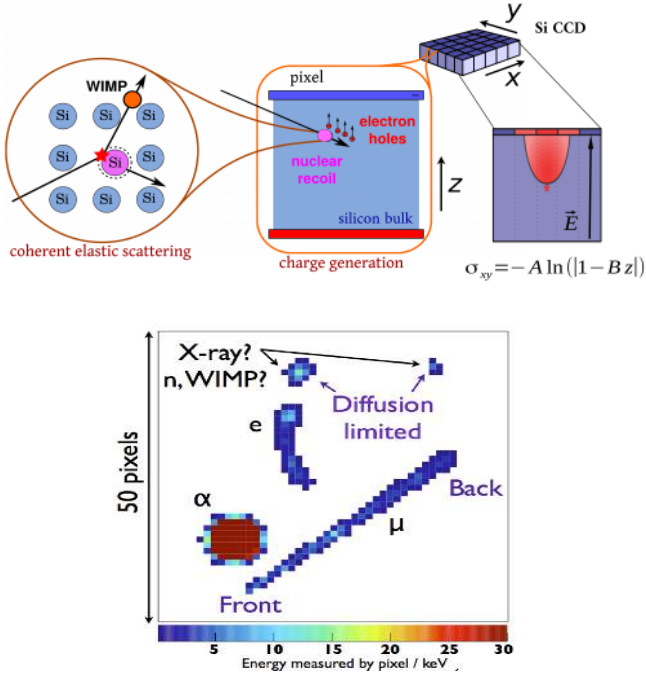 y
Si CCD
x
WIMP
Si Si Si
Si Si Si
Si Si Si
coherent elastic scattering
pixel
electron
holes
nuclear
recoil
silicon bulk
charge generation
z
E
σxy=−A ln(|1−B z|)
X-ray?
n, WIMP?
Diffusion
limited
e
50 pixels
α
μ
Back
Front
5 10 15 20 25 30
Energy measured by pixel / keV